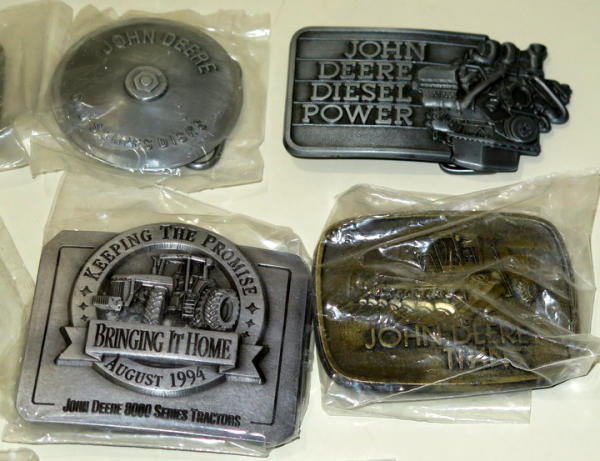 JOHN DEERE
JOHN
DEERE
DIESEL
POWER
KEEPING THE PROMISE
BRINGING IT HOME
AUGUST 1994
JOHN DEERE 8000 SERIES TRACTORS
JOHN DEERE